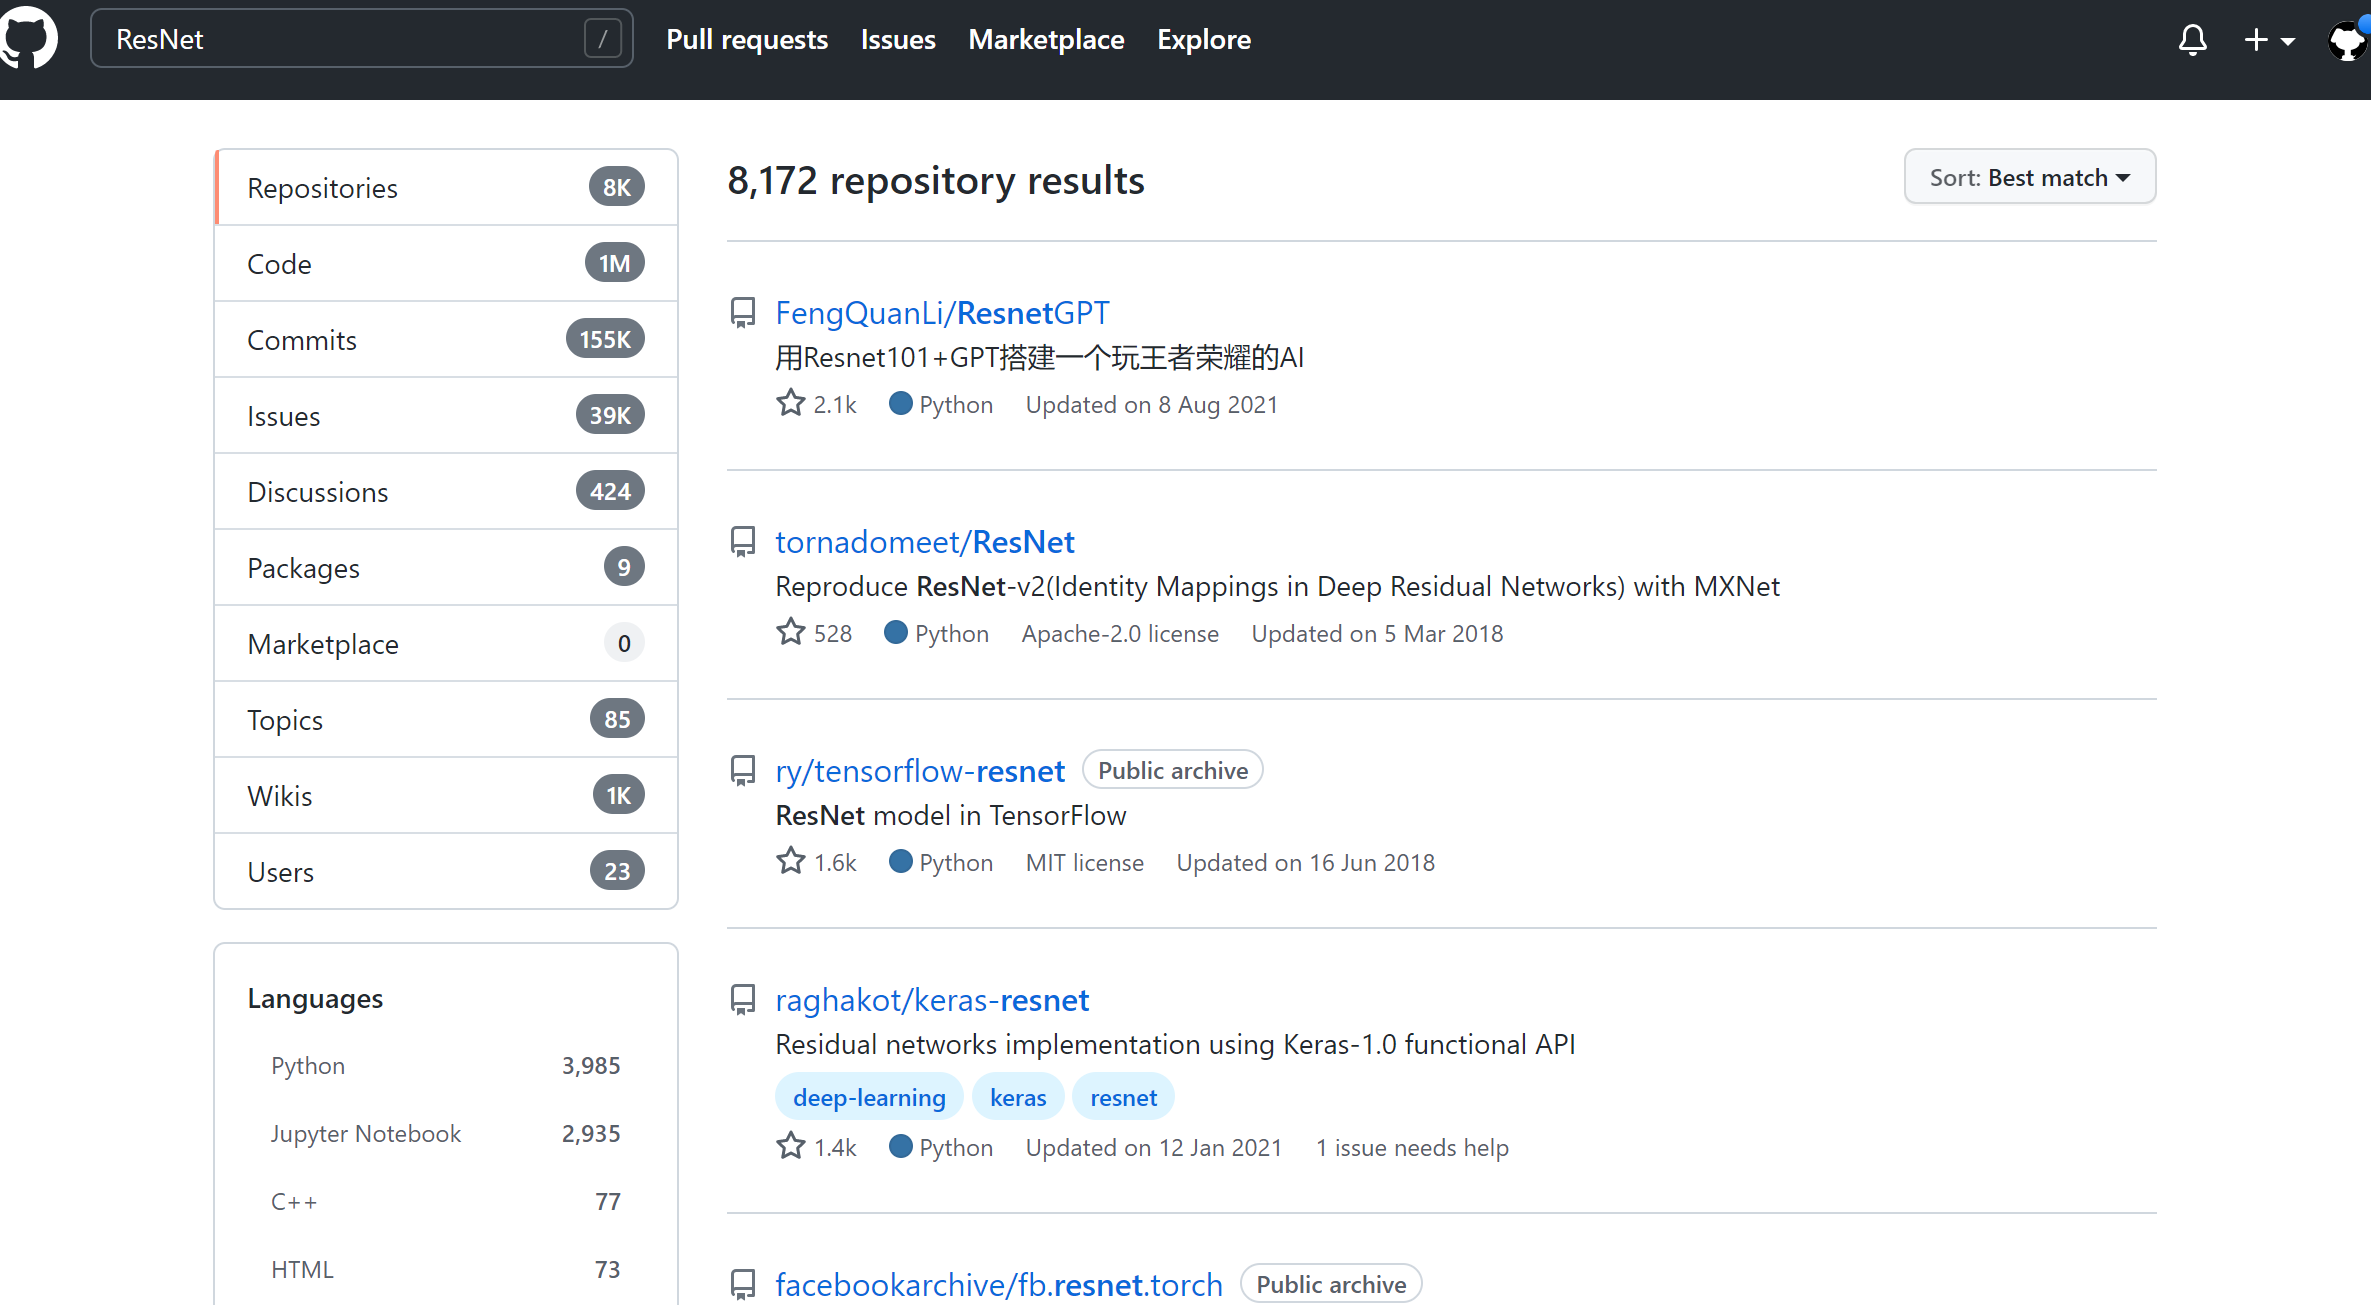 ResNet / Pull requests Issues Marketplace Explore
Repositories 8K
Code 1M
Commits 155K
Issues 39K
Discussions 424
Packages 9
Marketplace 0
Topics 85
Wikis 1K
Users 23
Languages
Python 3,985
Jupyter Notebook 2,935
C++ 77
HTML 73
8,172 repository results
Sort: Best match
FengQuanLi/ResnetGPT
用Resnet101+GPT搭建一个玩王者荣耀的AI
2.1k Python Updated on 8 Aug 2021
tornadomeet/ResNet
Reproduce ResNet-v2(Identity Mappings in Deep Residual Networks) with MXNet
528 Python Apache-2.0 license Updated on 5 Mar 2018
ry/tensorflow-resnet Public archive
ResNet model in TensorFlow
1.6k Python MIT license Updated on 16 Jun 2018
raghakot/keras-resnet
Residual networks implementation using Keras-1.0 functional API
deep-learning keras resnet
1.4k Python Updated on 12 Jan 2021 1 issue needs help
facebookarchive/fb.resnet.torch Public archive